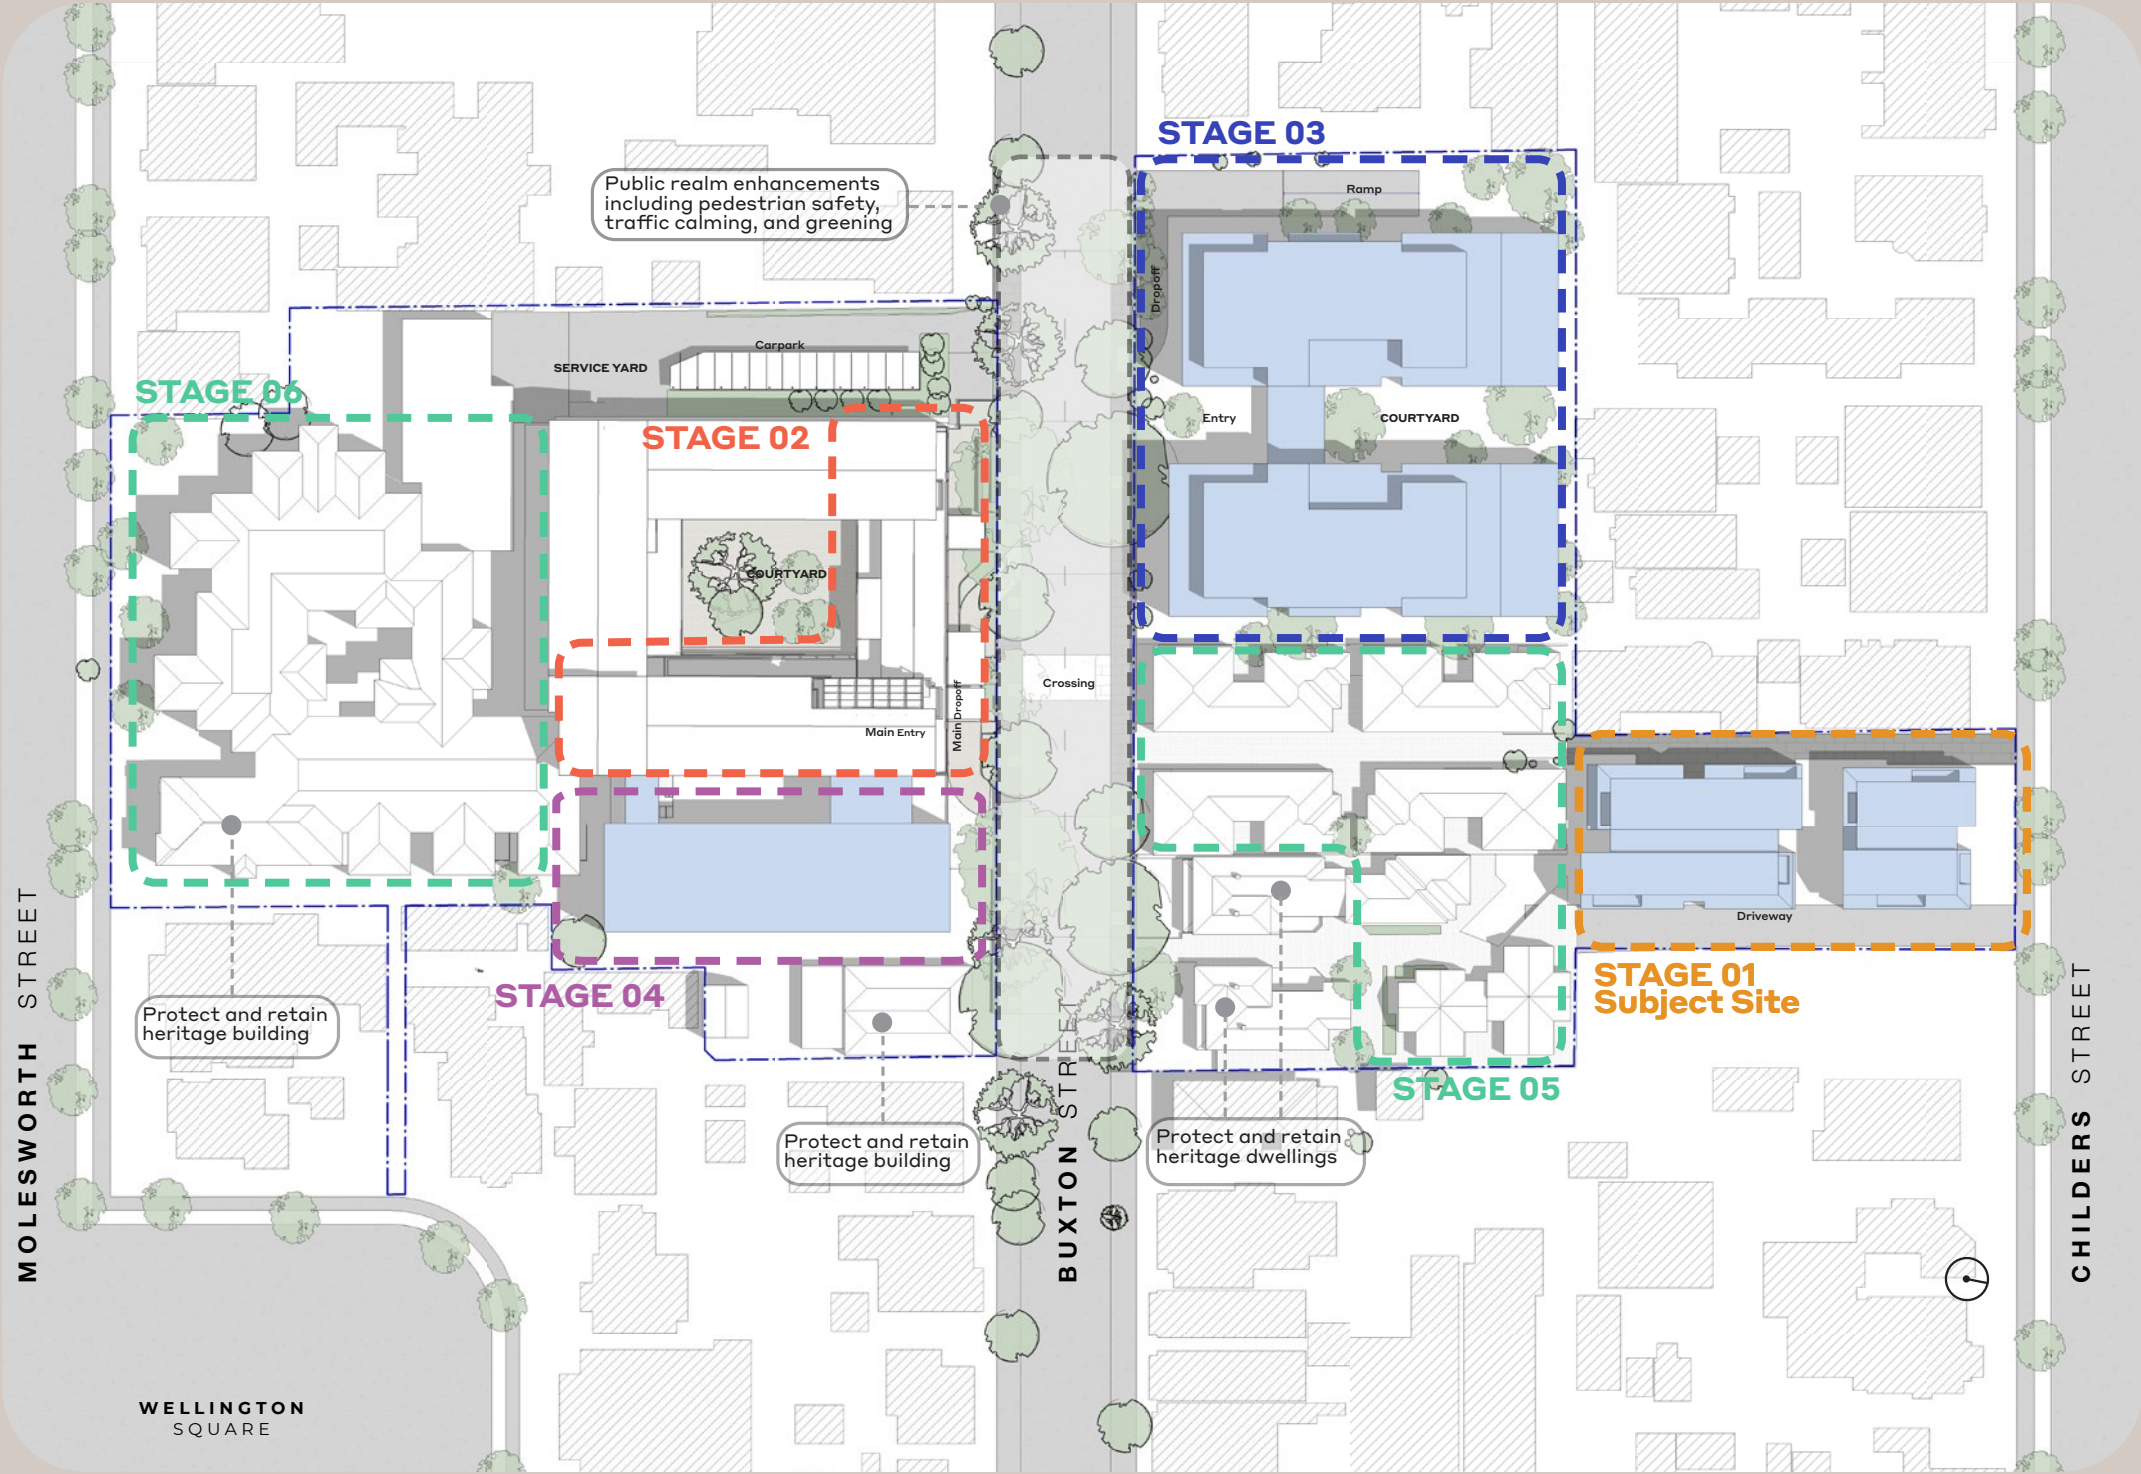 STAGE 03
Public realm enhancements
including pedestrian safety,
traffic calming, and greening
Ramp
Dropoff
Carpark
SERVICE YARD
STAGE 06
STAGE 02
Entry
COURTYARD
COURTYARD
Crossing
Main Dropoff
Main Entry
Driveway
STAGE 01
Subject Site
STAGE 04
Protect and retain
heritage building
STAGE 05
Protect and retain
heritage building
Protect and retain
heritage dwellings
MOLESWORTH STREET
BUXTON STREET
CHILDERS STREET
WELLINGTON
SQUARE